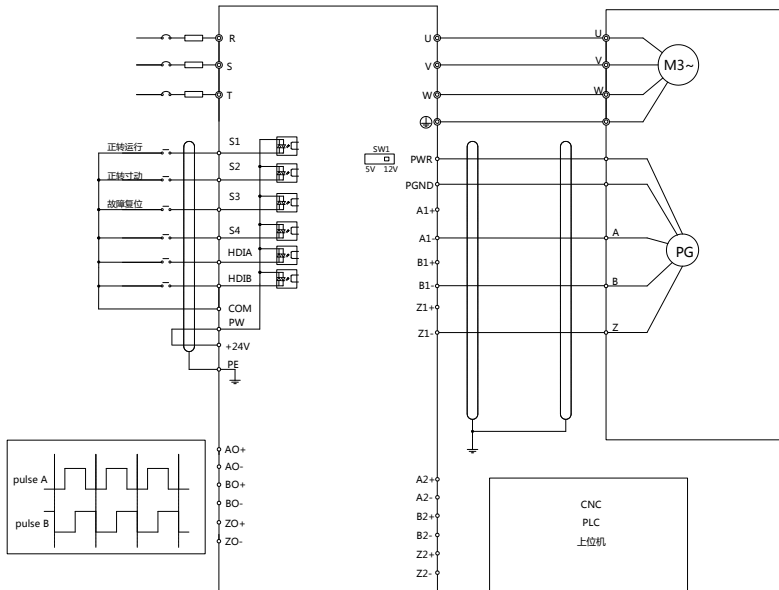 R
S
T
正转运行
正转寸动
故障复位
S1
S2
S3
S4
HDIA
HDIB
COM
PW
+24V
PE
AO+
AO-
BO+
BO-
ZO+
ZO-
pulse A
pulse B
U
V
W
SW1
5V 12V
PWR
PGND
A1+
A1-
B1+
B1-
Z1+
Z1-
A2+
A2-
B2+
B2-
Z2+
Z2-
U
V
W
M3~
A
B
Z
PG
CNC
PLC
上位机